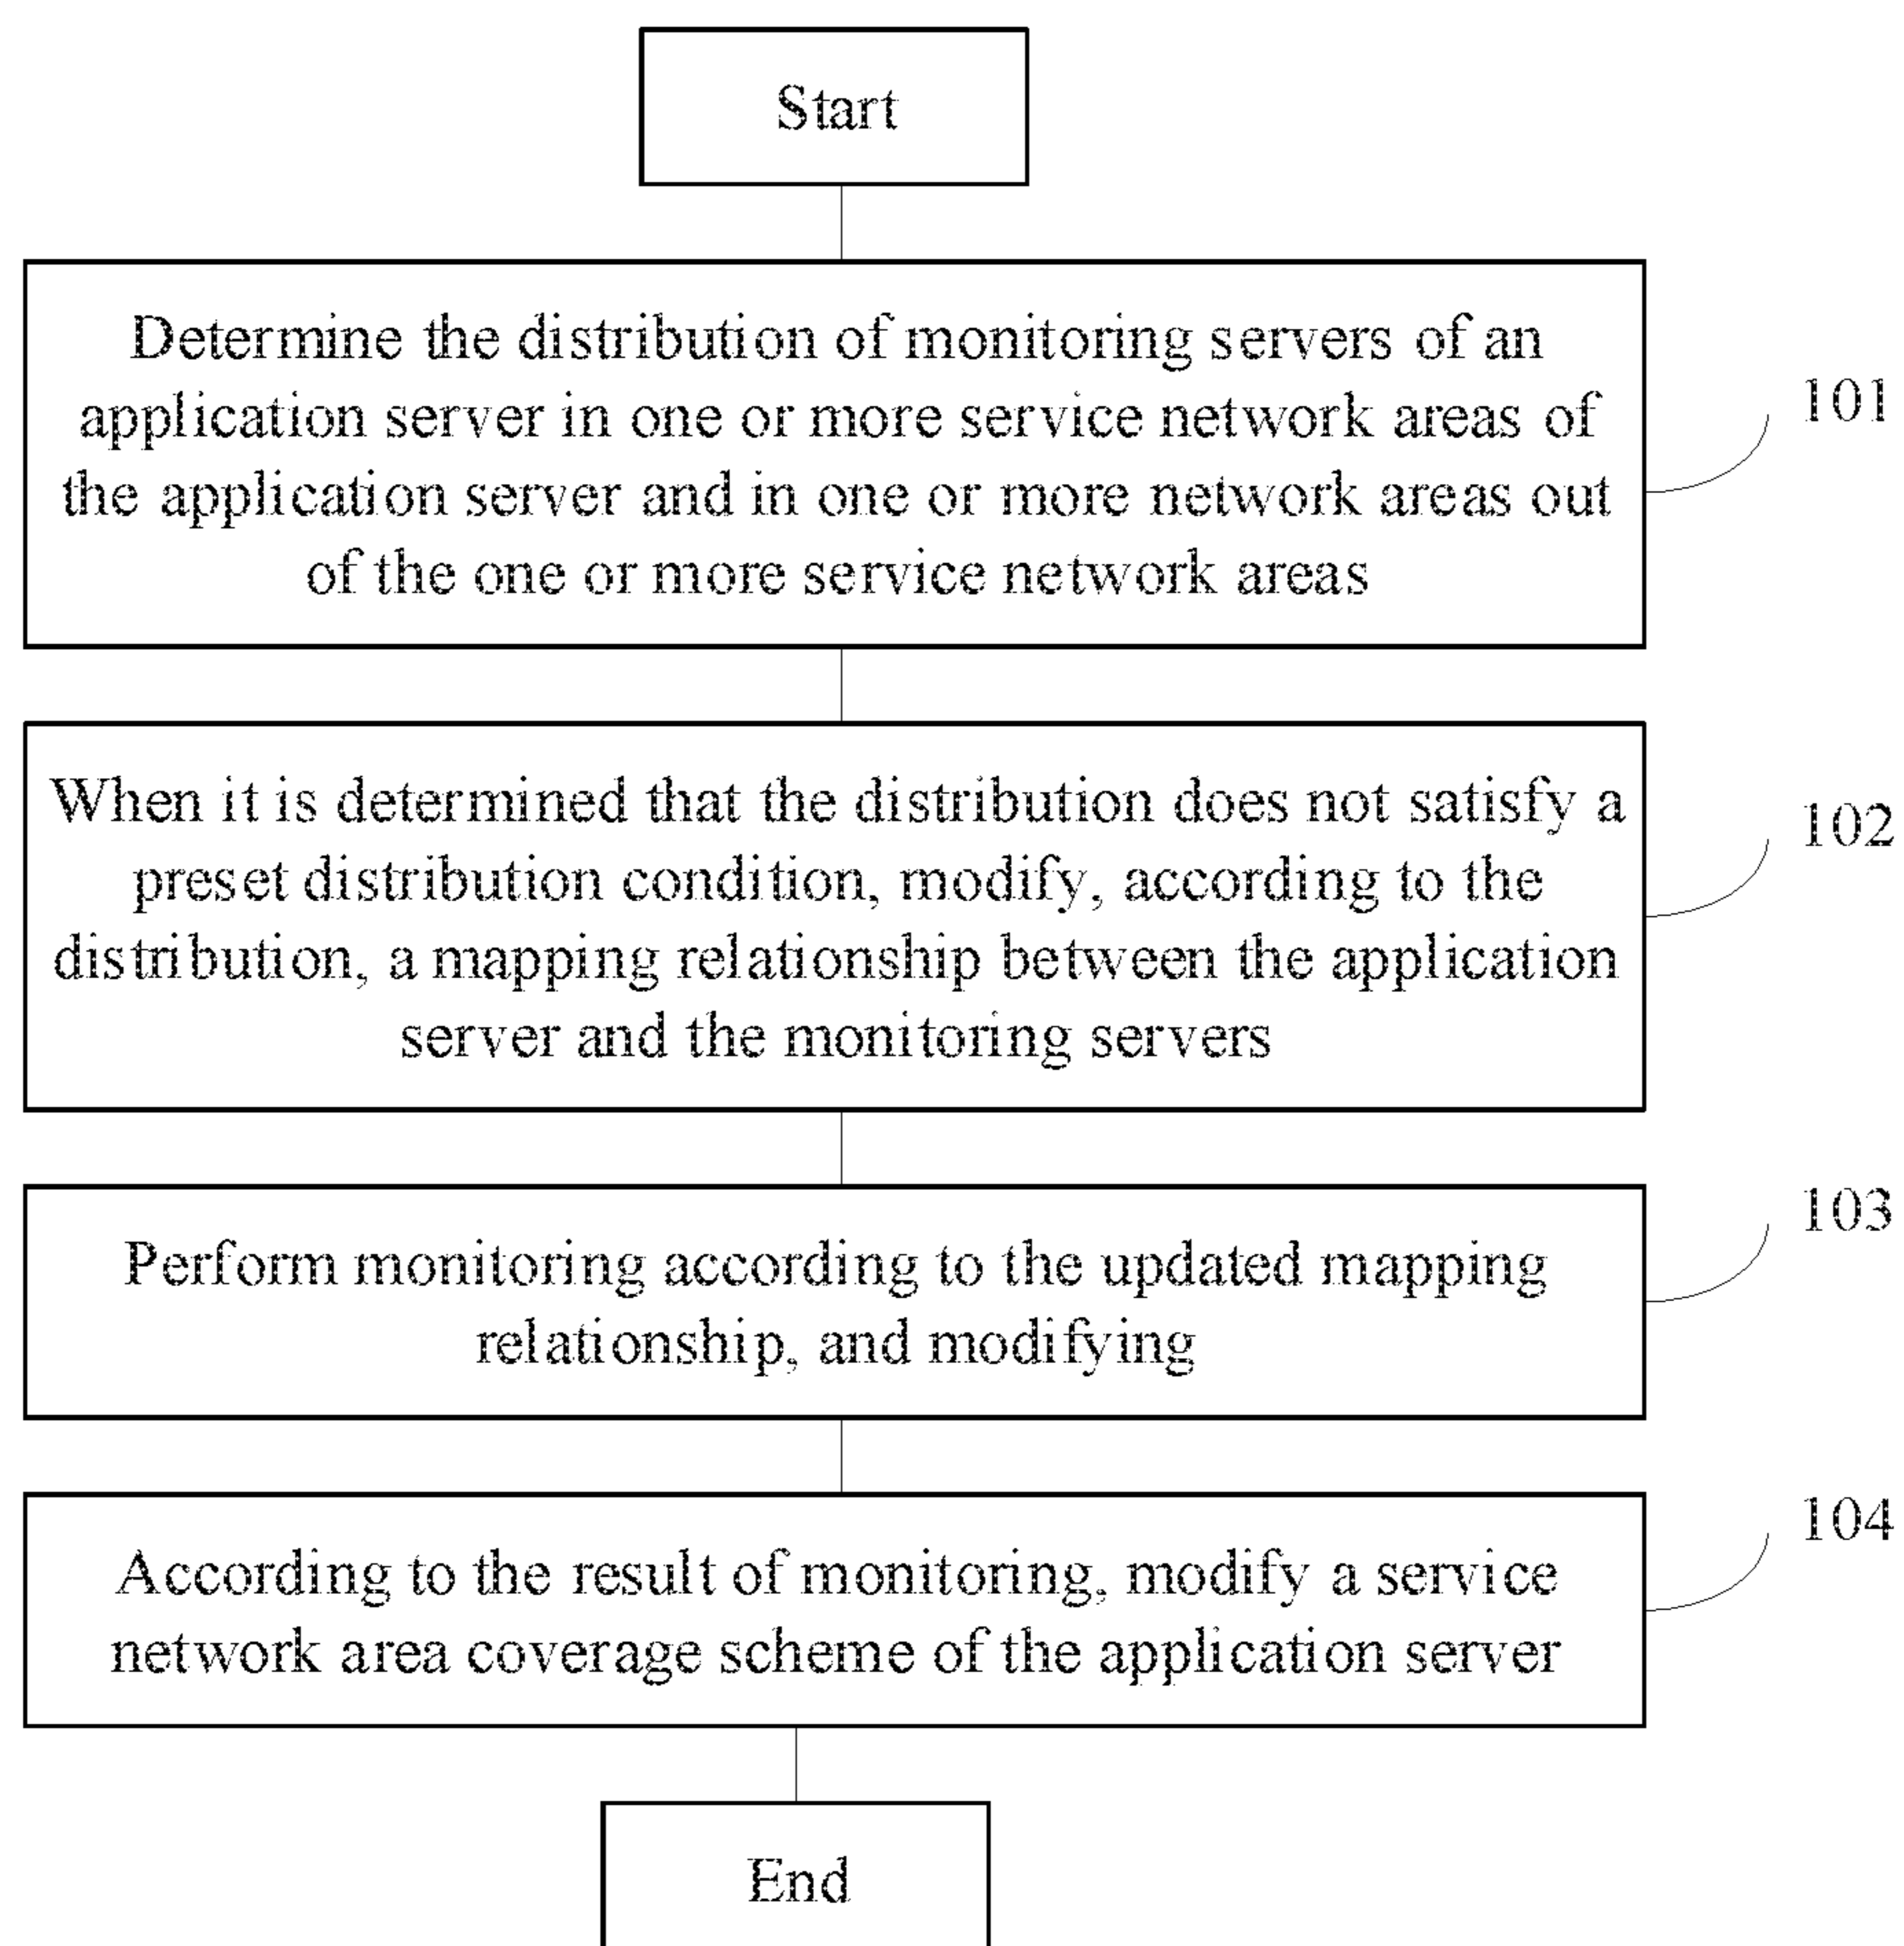 Start
Determine the distribution of monitoring servers of an
application server in one or more service network areas of
the application server and in one or more network areas out
of the one or more service network areas
101
When it is determined that the distribution does not satisfy a
preset distribution condition, modify, according to the
distribution, a mapping relationship between the application
server and the monitoring servers
102
Perform monitoring according to the updated mapping
relationship, and modifying
103
According to the result of monitoring, modify a service
network area coverage scheme of the application server
104
End